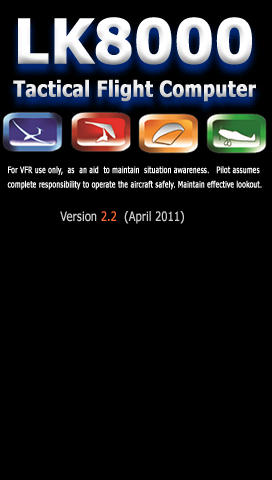 LK8000
Tactical Flight Computer
For VFR use only, as an aid to maintain situation awareness. Pilot assumes
complete responsibility to operate the aircraft safely. Maintain effective lookout.
Version 2.2 (April 2011)